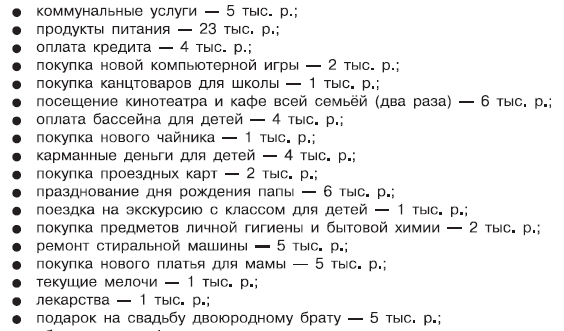 ● коммунальные услуги — 5 тыс. р.;
● продукты питания — 23 тыс. р.;
● оплата кредита — 4 тыс. р.;
● покупка новой компьютерной игры — 2 тыс. р.;
● покупка канцтоваров для школы — 1 тыс. р.;
● посещение кинотеатра и кафе всей семьёй (два раза) — 6 тыс. р.;
● оплата бассейна для детей — 4 тыс. р.;
● покупка нового чайника — 1 тыс. р.;
● карманные деньги для детей — 4 тыс. р.;
● покупка проездных карт — 2 тыс. р.;
● празднование дня рождения папы — 6 тыс. р.;
● поездка на экскурсию с классом для детей — 1 тыс. р.;
● покупка предметов личной гигиены и бытовой химии — 2 тыс. р.;
● ремонт стиральной машины — 5 тыс. р.;
● покупка нового платья для мамы — 5 тыс. р.;
● текущие мелочи — 1 тыс. р.;
● лекарства — 1 тыс. р.;
● подарок на свадьбу двоюродному брату — 5 тыс. р.;